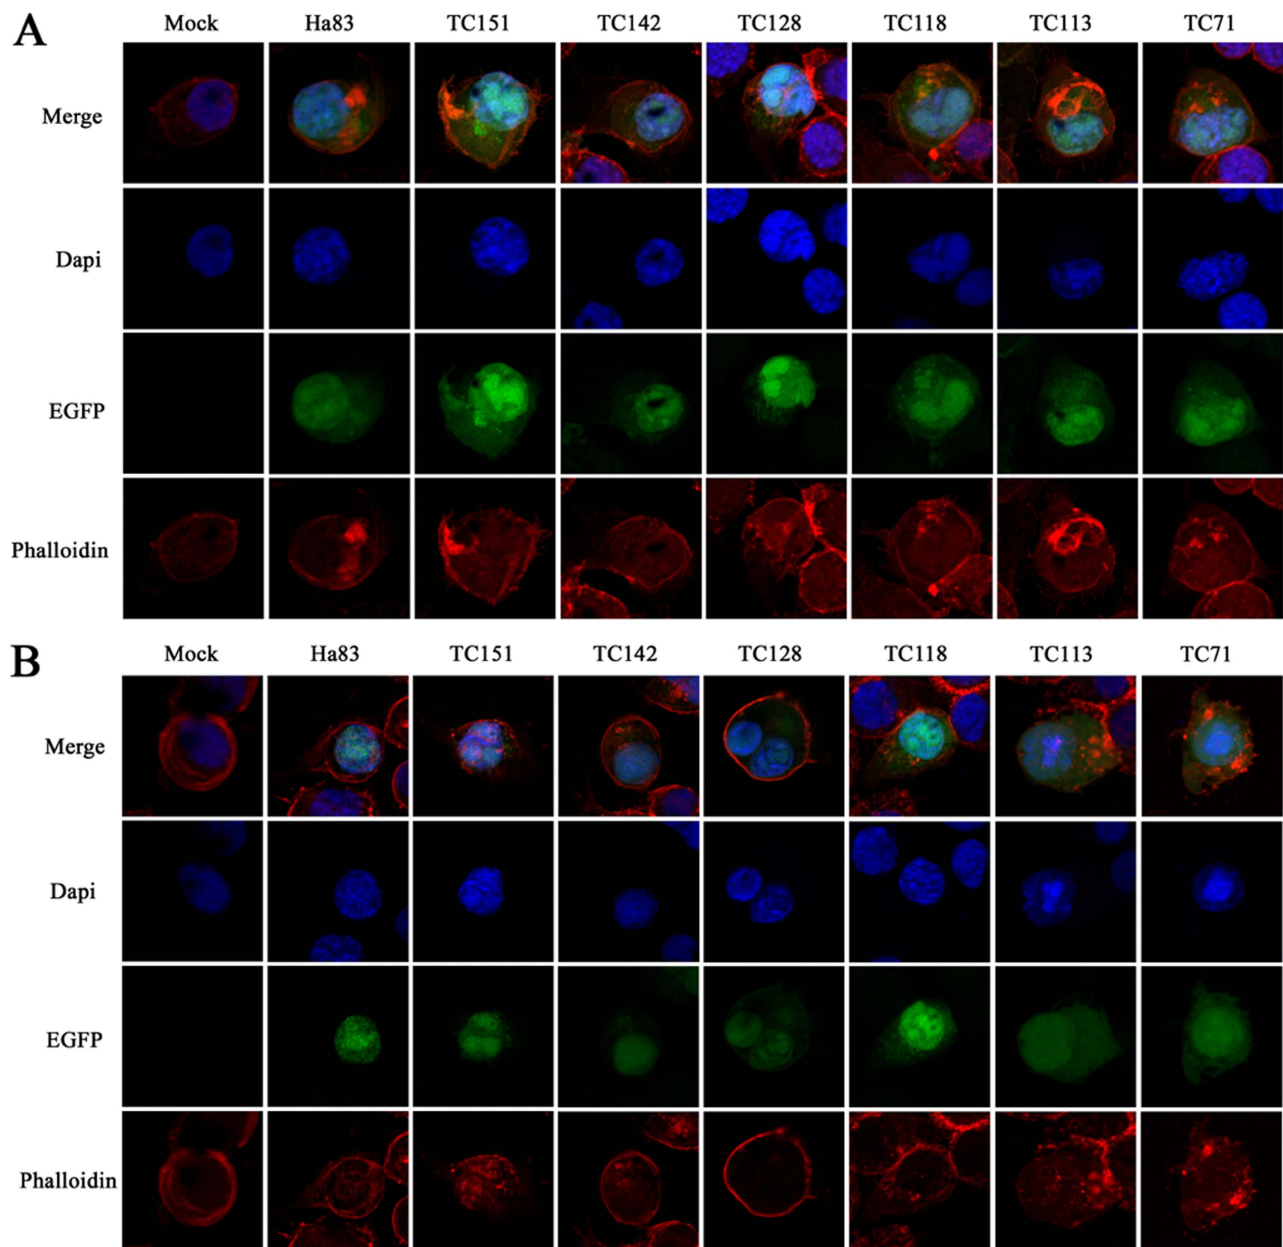 A
Mock Ha83 TC151 TC142 TC128 TC118 TC113 TC71
Merge
Dapi
EGFP
Phalloidin
B
Mock Ha83 TC151 TC142 TC128 TC118 TC113 TC71
Merge
Dapi
EGFP
Phalloidin